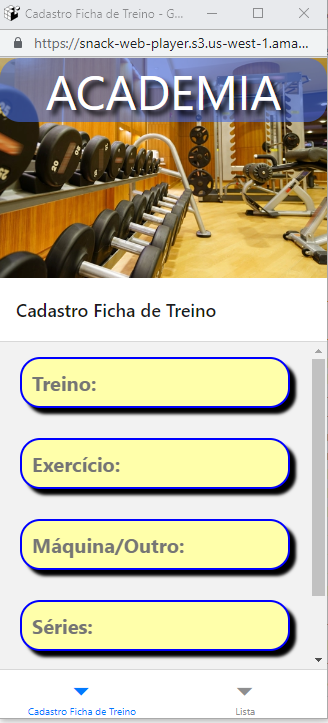 Cadastro Ficha de Treino - G...
https://snack-web-player.s3.us-west-1.ama...
ACADEMIA
Cadastro Ficha de Treino
Treino:
Exercício:
Máquina/Outro:
Séries:
Cadastro Ficha de Treino
Lista